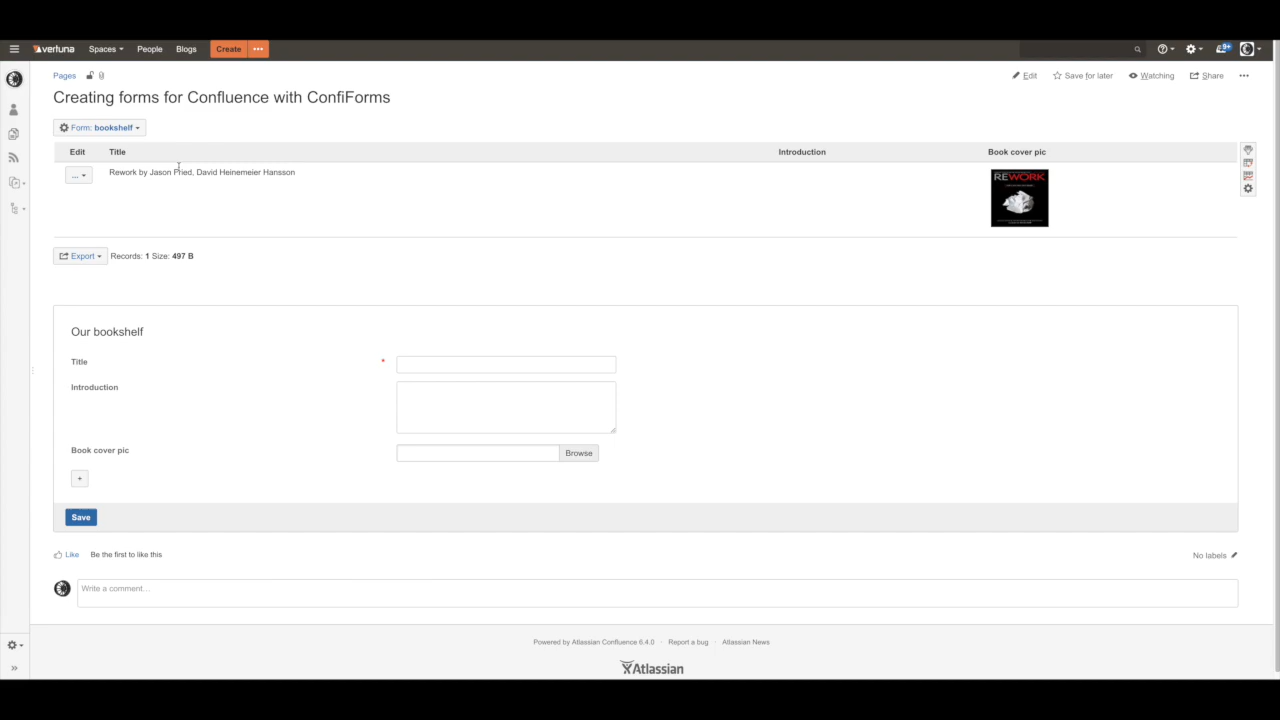 vertuna Spaces People Blogs Create ••• 9+
Pages Edit Save for later Watching Share •••
Creating forms for Confluence with ConfiForms
Form: bookshelf
Edit Title Introduction Book cover pic
... Rework by Jason Fried, David Heinemeier Hansson
REWORK
Export Records: 1 Size: 497 B
Our bookshelf
Title *
Introduction
Book cover pic Browse
+
Save
Like Be the first to like this No labels
Write a comment…
Powered by Atlassian Confluence 6.4.0 · Report a bug · Atlassian News
Atlassian